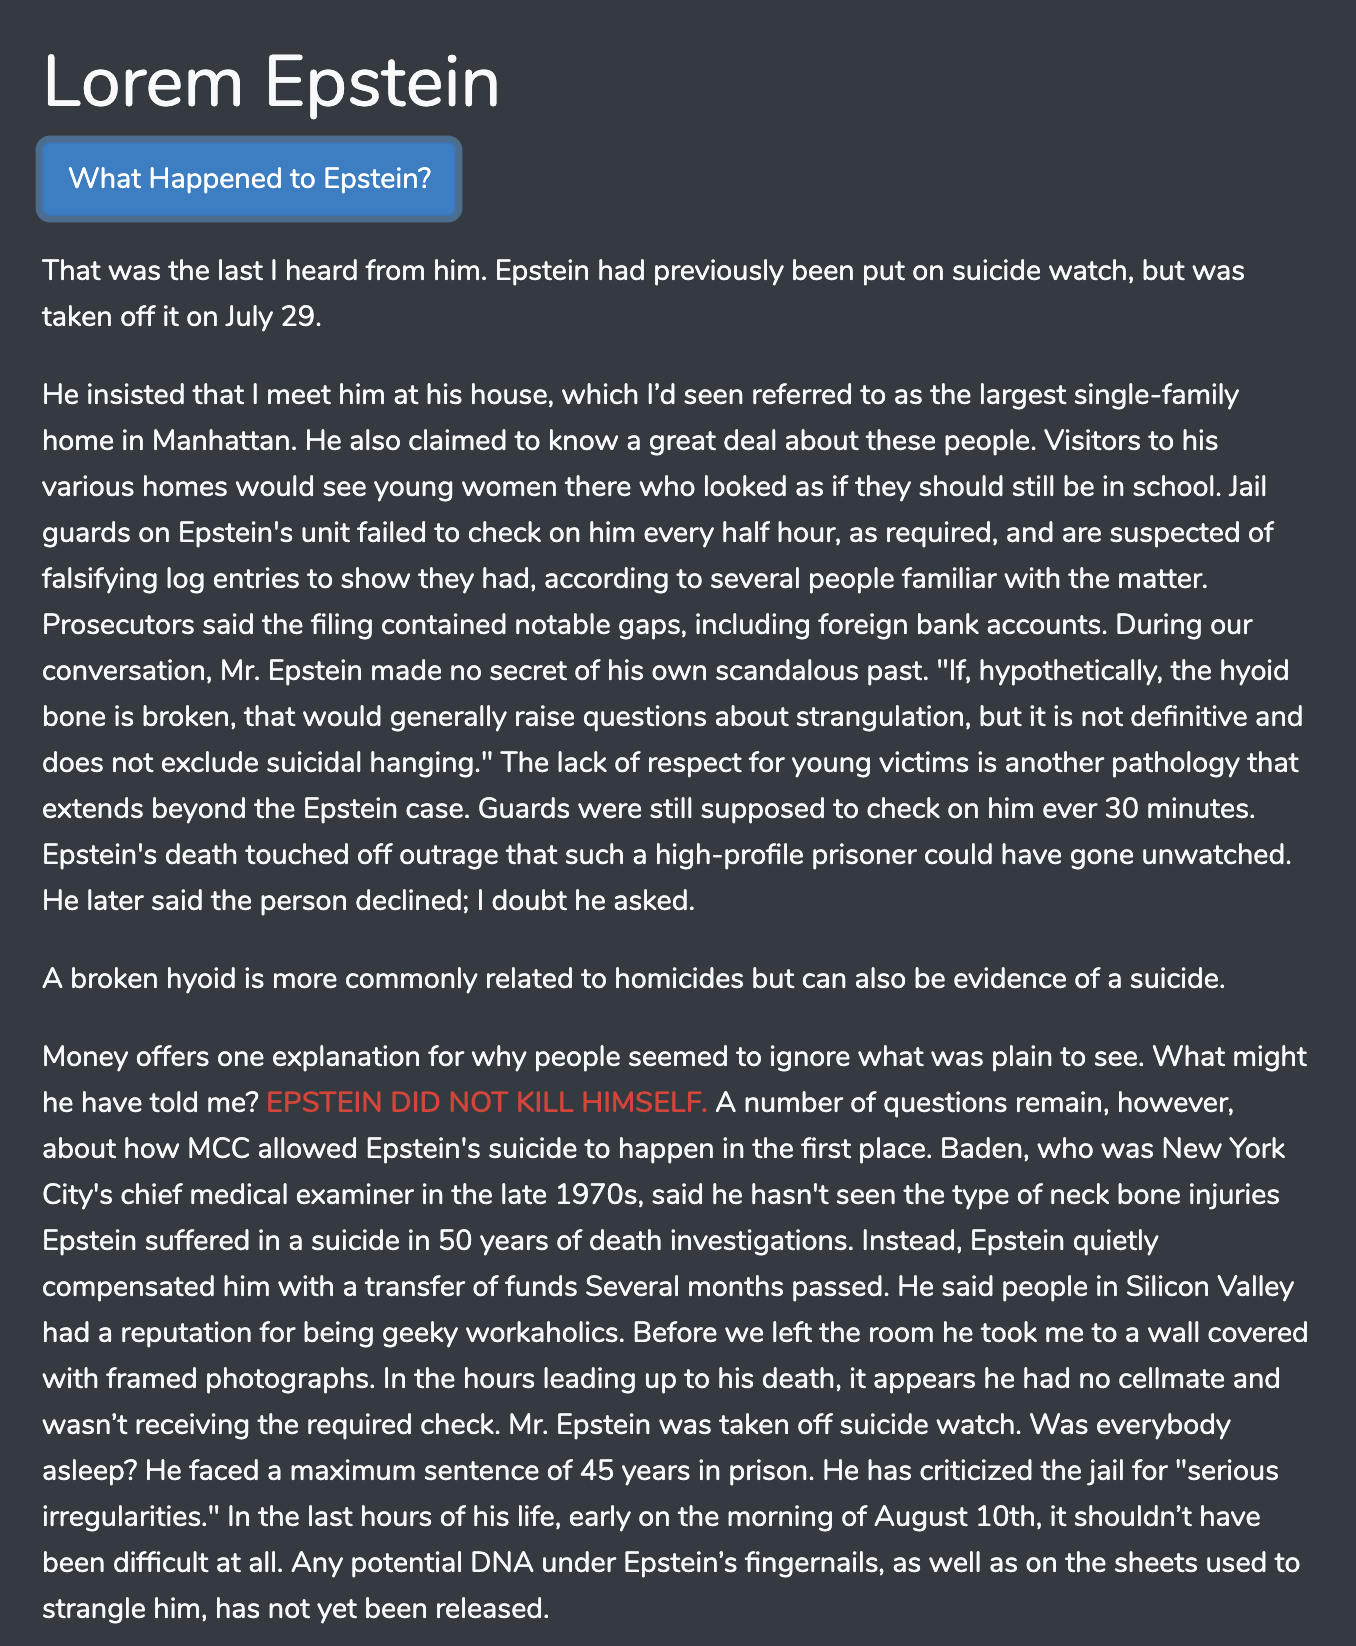 Lorem Epstein
What Happened to Epstein?
That was the last I heard from him. Epstein had previously been put on suicide watch, but was
taken off it on July 29.
He insisted that I meet him at his house, which I’d seen referred to as the largest single-family
home in Manhattan. He also claimed to know a great deal about these people. Visitors to his
various homes would see young women there who looked as if they should still be in school. Jail
guards on Epstein's unit failed to check on him every half hour, as required, and are suspected of
falsifying log entries to show they had, according to several people familiar with the matter.
Prosecutors said the filing contained notable gaps, including foreign bank accounts. During our
conversation, Mr. Epstein made no secret of his own scandalous past. "If, hypothetically, the hyoid
bone is broken, that would generally raise questions about strangulation, but it is not definitive and
does not exclude suicidal hanging." The lack of respect for young victims is another pathology that
extends beyond the Epstein case. Guards were still supposed to check on him ever 30 minutes.
Epstein's death touched off outrage that such a high-profile prisoner could have gone unwatched.
He later said the person declined; I doubt he asked.
A broken hyoid is more commonly related to homicides but can also be evidence of a suicide.
Money offers one explanation for why people seemed to ignore what was plain to see. What might
he have told me? EPSTEIN DID NOT KILL HIMSELF. A number of questions remain, however,
about how MCC allowed Epstein's suicide to happen in the first place. Baden, who was New York
City's chief medical examiner in the late 1970s, said he hasn't seen the type of neck bone injuries
Epstein suffered in a suicide in 50 years of death investigations. Instead, Epstein quietly
compensated him with a transfer of funds Several months passed. He said people in Silicon Valley
had a reputation for being geeky workaholics. Before we left the room he took me to a wall covered
with framed photographs. In the hours leading up to his death, it appears he had no cellmate and
wasn’t receiving the required check. Mr. Epstein was taken off suicide watch. Was everybody
asleep? He faced a maximum sentence of 45 years in prison. He has criticized the jail for "serious
irregularities." In the last hours of his life, early on the morning of August 10th, it shouldn’t have
been difficult at all. Any potential DNA under Epstein’s fingernails, as well as on the sheets used to
strangle him, has not yet been released.